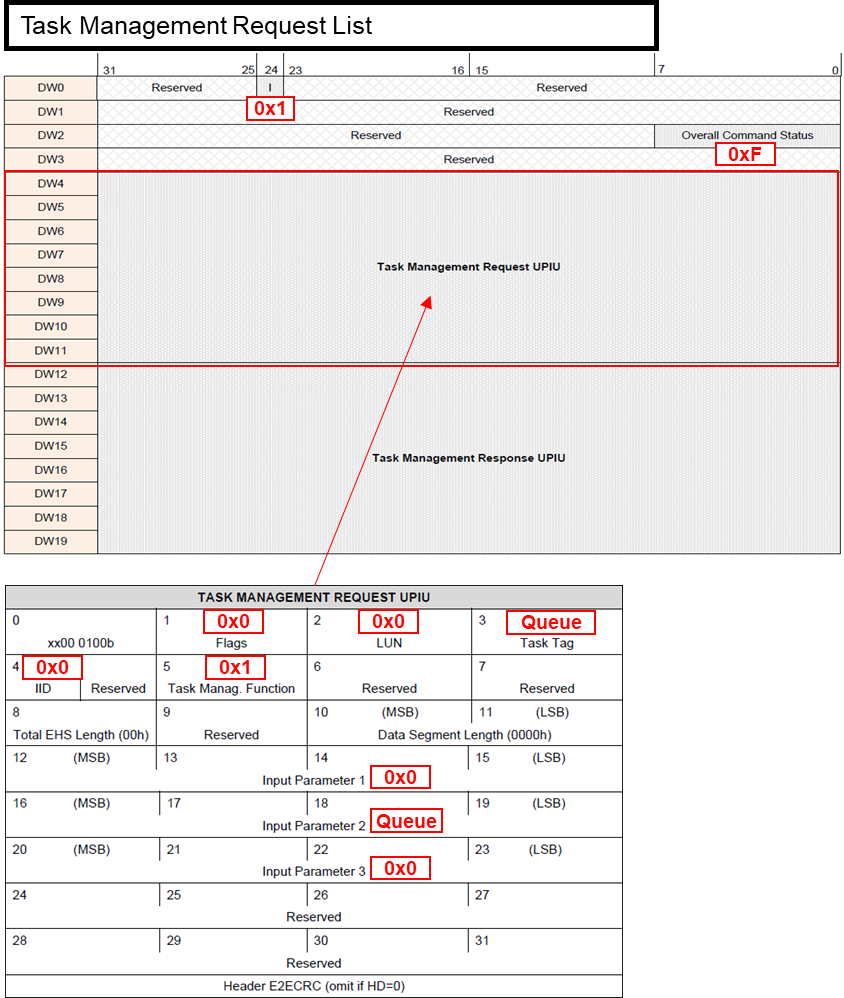 Task Management Request List
31 25 24 23 16 15 7 0
DW0 Reserved I Reserved
0x1
DW1 Reserved
DW2 Reserved Overall Command Status
0xF
DW3 Reserved
DW4
DW5
DW6
DW7 Task Management Request UPIU
DW8
DW9
DW10
DW11
DW12
DW13
DW14
DW15 Task Management Response UPIU
DW16
DW17
DW18
DW19
TASK MANAGEMENT REQUEST UPIU
0 1 0x0 2 0x0 3 Queue
xx00 0100b Flags LUN Task Tag
4 0x0 5 0x1 6 7
IID Reserved Task Manag. Function Reserved Reserved
8 9 10 (MSB) 11 (LSB)
Total EHS Length (00h) Reserved Data Segment Length (0000h)
12 (MSB) 13 14 15 (LSB)
Input Parameter 1 0x0
16 (MSB) 17 18 19 (LSB)
Input Parameter 2 Queue
20 (MSB) 21 22 23 (LSB)
Input Parameter 3 0x0
24 25 26 27
Reserved
28 29 30 31
Reserved
Header E2ECRC (omit if HD=0)